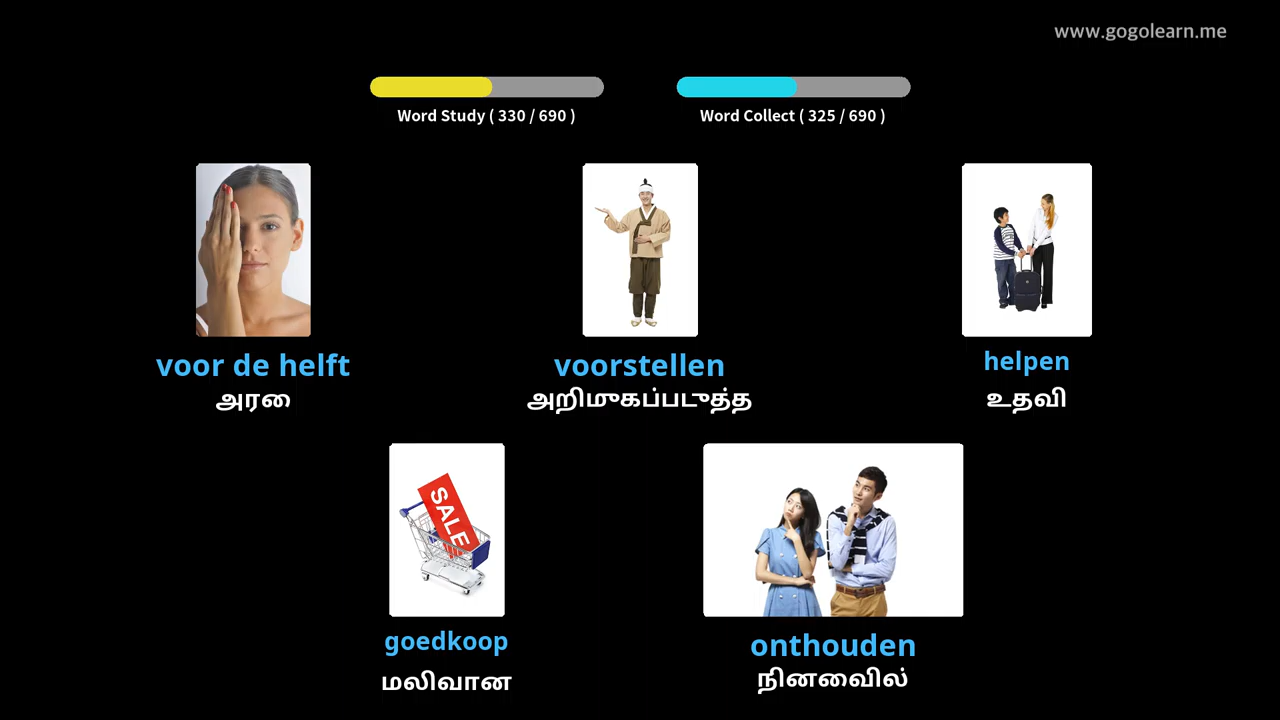 www.gogolearn.me
Word Study ( 330 / 690 )
Word Collect ( 325 / 690 )
voor de helft
அரை
voorstellen
அறிமுகப்படுத்த
helpen
உதவி
SALE
goedkoop
மலிவான
onthouden
நினைவில்